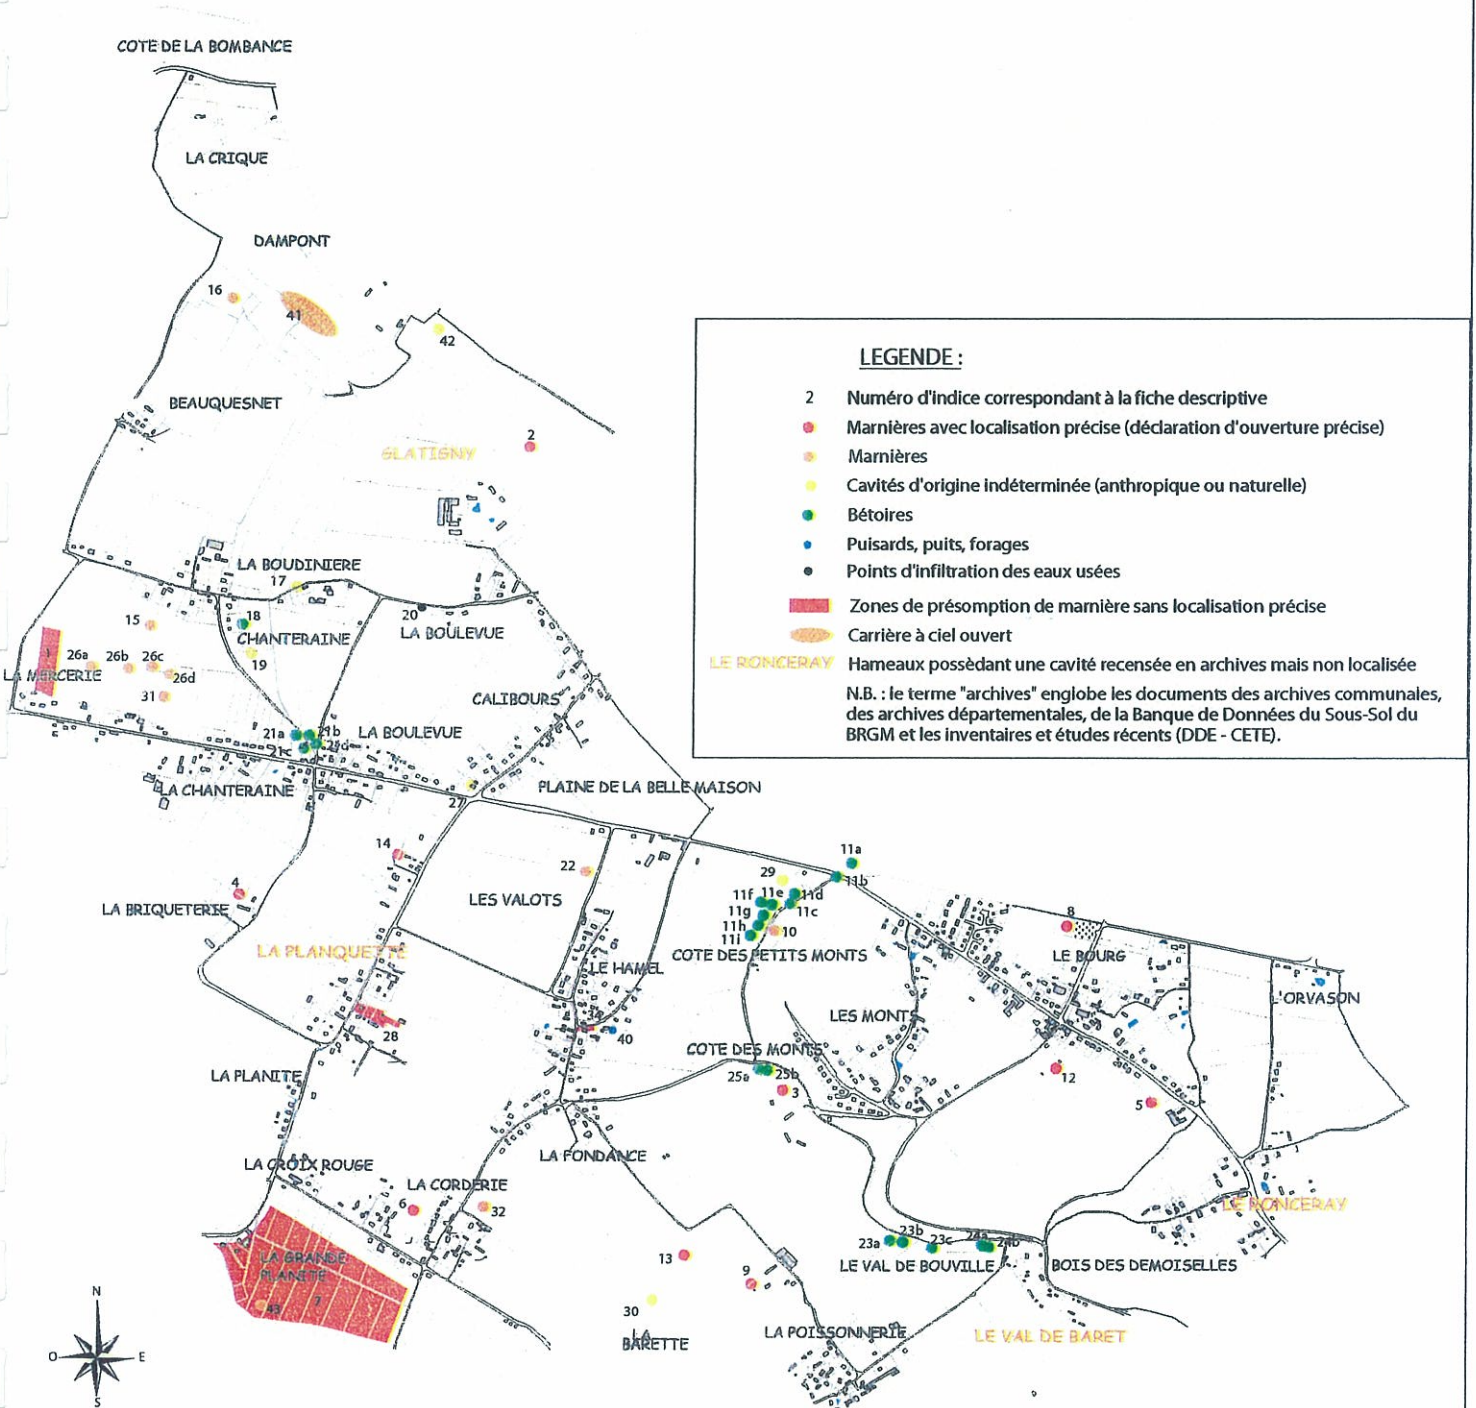 COTE DE LA BOMBANCE
LA CRIQUE
DAMPONT
16
41
42
BEAUQUESNET
GLATIGNY
2
LEGENDE :
2 Numéro d'indice correspondant à la fiche descriptive
Marnières avec localisation précise (déclaration d'ouverture précise)
Marnières
Cavités d'origine indéterminée (anthropique ou naturelle)
Bétoires
Puisards, puits, forages
Points d'infiltration des eaux usées
Zones de présomption de marnière sans localisation précise
Carrière à ciel ouvert
LE RONCERAY Hameaux possèdant une cavité recensée en archives mais non localisée
N.B. : le terme "archives" englobe les documents des archives communales,
des archives départementales, de la Banque de Données du Sous-Sol du
BRGM et les inventaires et études récents (DDE - CETE).
LA BOUDINIERE
17
20
15
18
CHANTERAINE
LA BOULEVUE
19
26a 26b 26c
26d
LA MERCERIE
1
31
CALIBOURS
21a 21b
21c 21d
LA BOULEVUE
LA CHANTERAINE
27
PLAINE DE LA BELLE MAISON
14
22
11a
11b
29
4
LES VALOTS
11f 11e 11d
11g 11c
11h
11i
10
8
LA BRIQUETERIE
LA PLANQUETTE
COTE DES PETITS MONTS
LE BOURG
LE HAMEL
L'ORVASON
LES MONTS
28
40
COTE DES MONTS
LA PLANITE
25a 25b
3
12
5
LA FONDANCE
LA CROIX ROUGE
LA CORDERIE
6
32
LE RONCERAY
LA GRANDE
PLANITE
7
43
13
9
23a 23b 23c
24a 24b
LE VAL DE BOUVILLE
BOIS DES DEMOISELLES
30
LA
BARETTE
LA POISSONNERIE
LE VAL DE BARET
N
O E
S